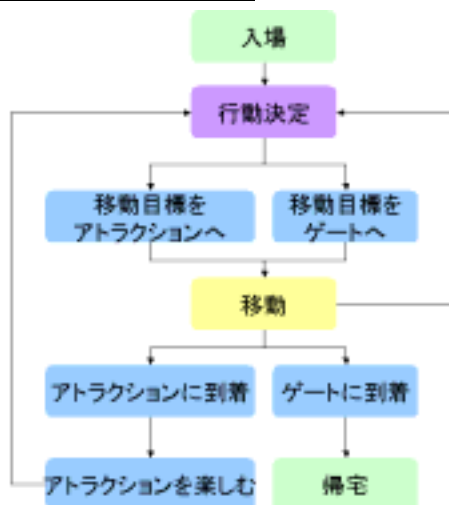 入場
行動決定
移動目標を
アトラクションへ
移動目標を
ゲートへ
移動
アトラクションに到着
ゲートに到着
アトラクションを楽しむ
帰宅